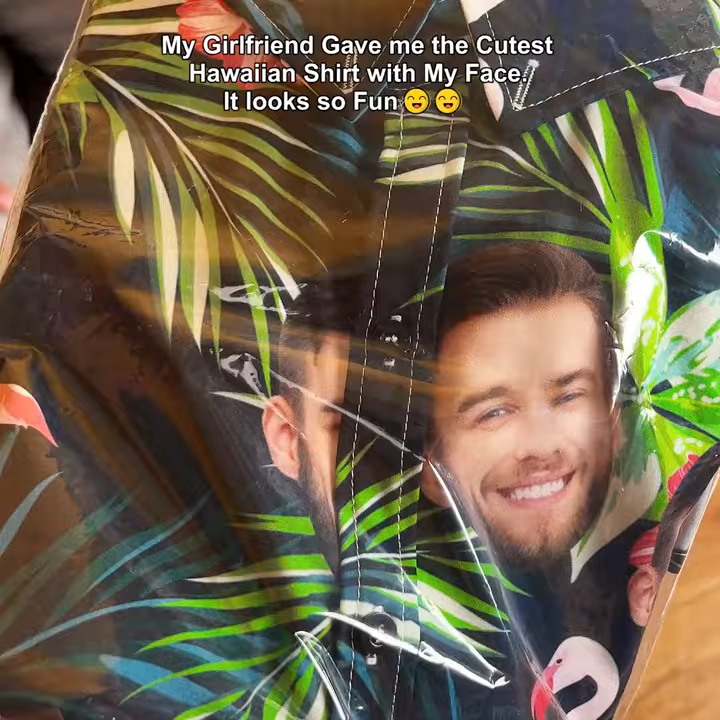 My Girlfriend Gave me the Cutest
Hawaiian Shirt with My Face.
It looks so Fun😄😄